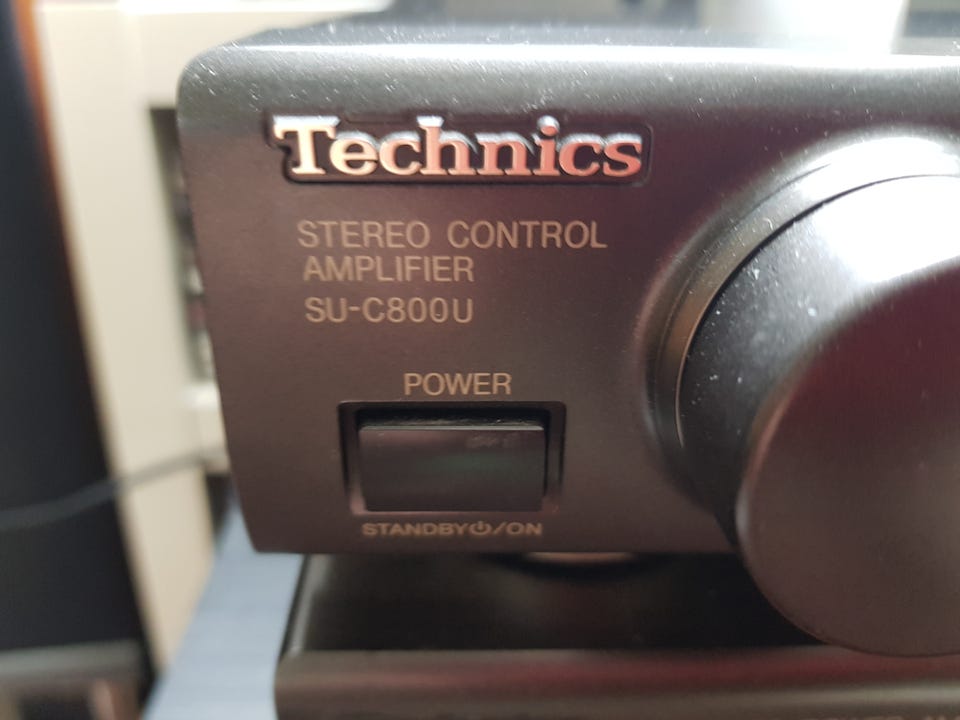 Technics
STEREO CONTROL
AMPLIFIER
SU-C800U
POWER
STANDBY⏻/ON